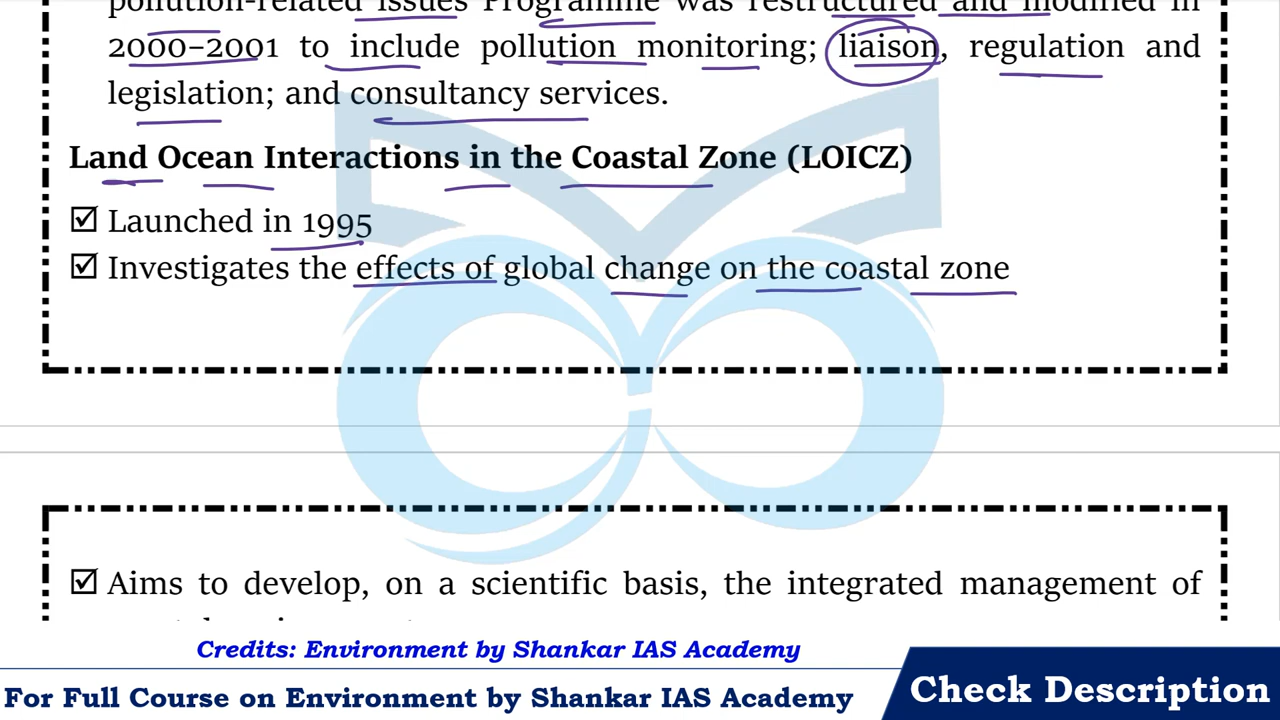 pollution-related issues Programme was restructured and modified in
2000–2001 to include pollution monitoring; liaison, regulation and
legislation; and consultancy services.
Land Ocean Interactions in the Coastal Zone (LOICZ)
☑ Launched in 1995
☑ Investigates the effects of global change on the coastal zone
☑ Aims to develop, on a scientific basis, the integrated management of
Credits: Environment by Shankar IAS Academy
For Full Course on Environment by Shankar IAS Academy
Check Description